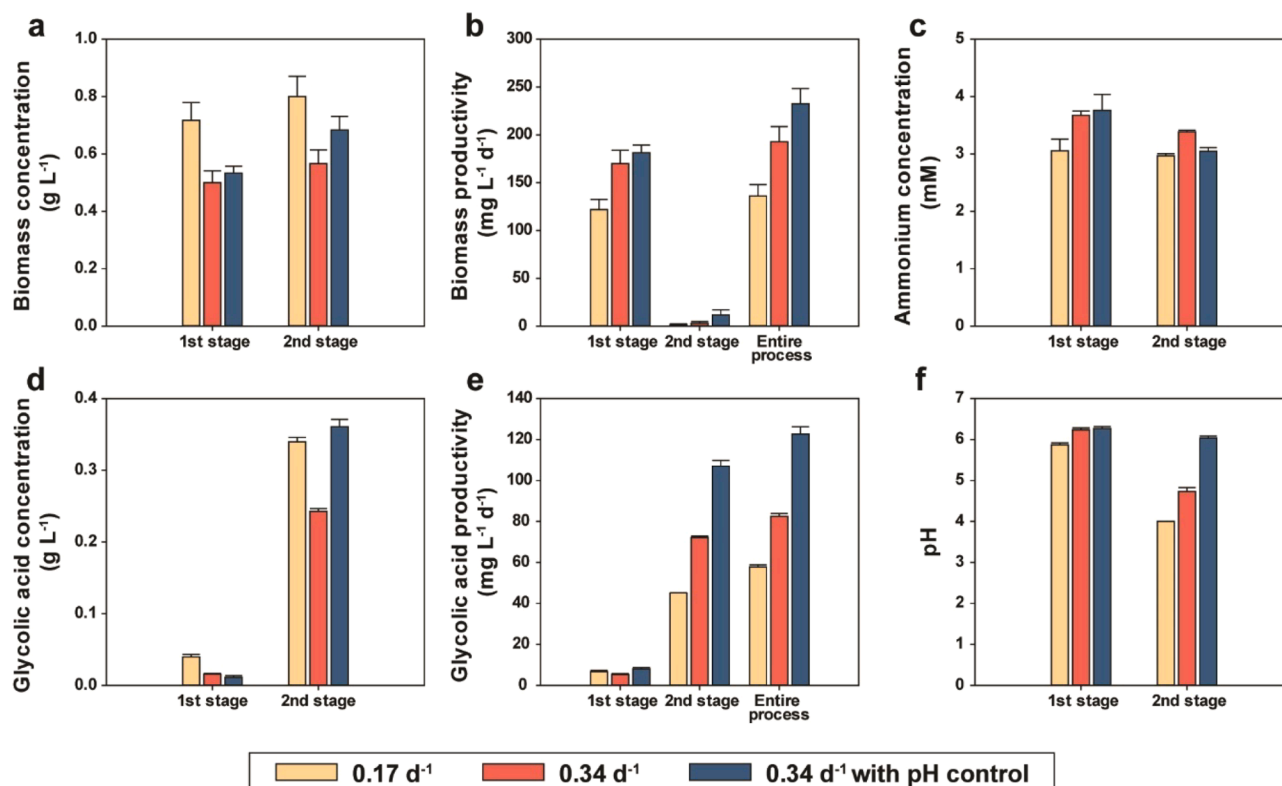 a
Biomass concentration
(g L⁻¹)
1.0
0.8
0.6
0.4
0.2
0.0
1st stage 2nd stage
b
Biomass productivity
(mg L⁻¹ d⁻¹)
300
250
200
150
100
50
0
1st stage 2nd stage Entire
process
c
Ammonium concentration
(mM)
5
4
3
2
1
0
1st stage 2nd stage
d
Glycolic acid concentration
(g L⁻¹)
0.4
0.3
0.2
0.1
0.0
1st stage 2nd stage
e
Glycolic acid productivity
(mg L⁻¹ d⁻¹)
140
120
100
80
60
40
20
0
1st stage 2nd stage Entire
process
f
pH
7
6
5
4
3
2
1
0
1st stage 2nd stage
0.17 d⁻¹ 0.34 d⁻¹ 0.34 d⁻¹ with pH control